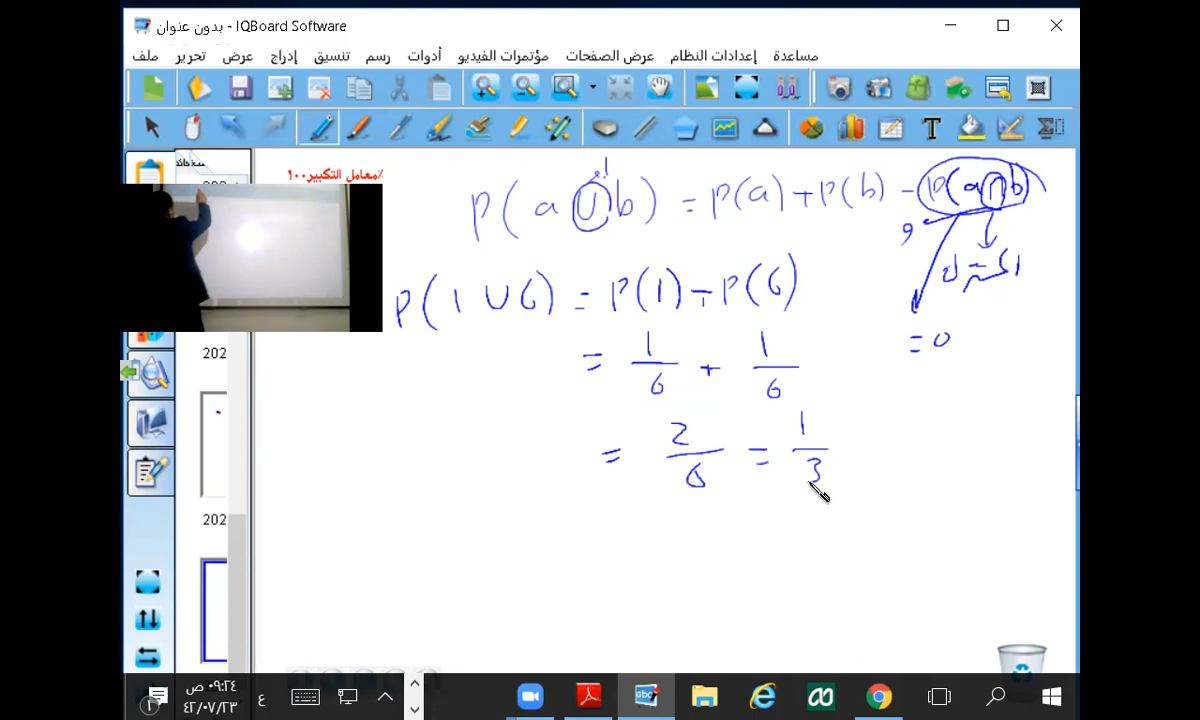 بدون عنوان - IQBoard Software
ملف تحرير عرض إدراج تنسيق رسم أدوات مؤتمرات الفيديو عرض الصفحات إعدادات النظام مساعدة
معامل التكبير١٠٠٪
P(a ∪ b) = P(a) + P(b) - P(a ∩ b)
المشترك
= 0
P(1 ∪ 6) = P(1) + P(6)
= 1/6 + 1/6
= 2/6 = 1/3
202
202
ع
٠٩:٢٤ ص
٤٢/٠٧/٢٣